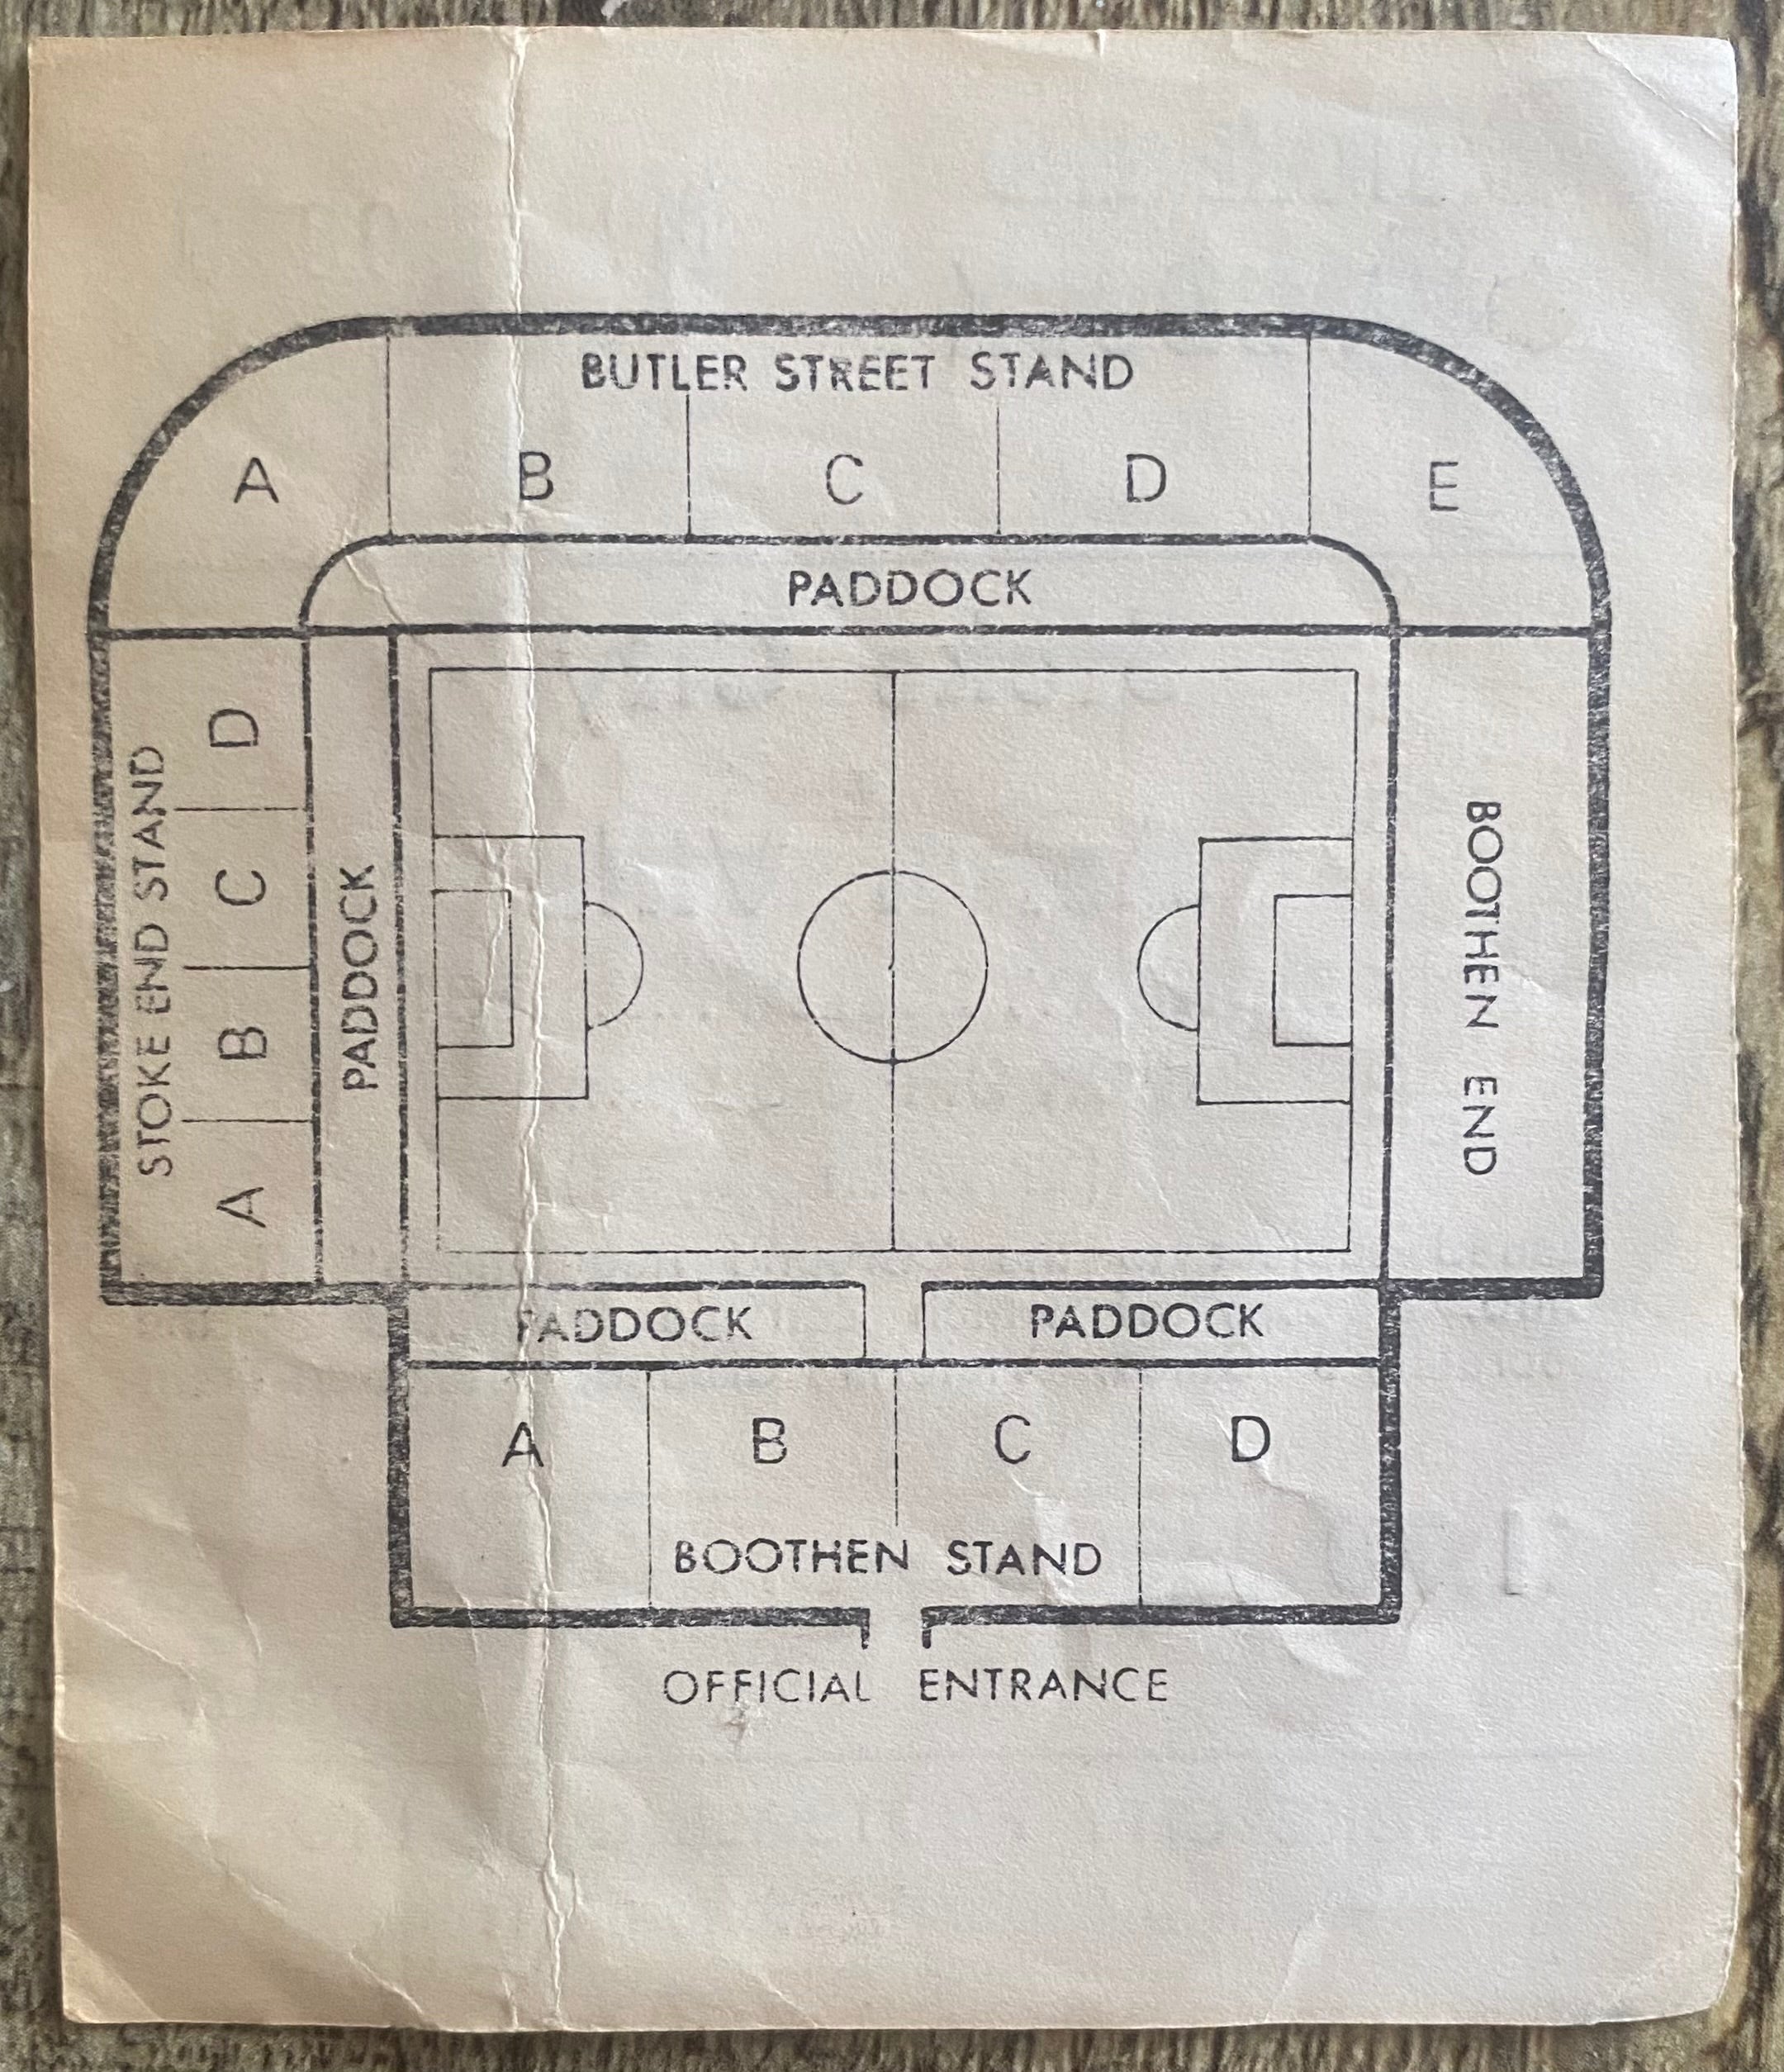 BUTLER STREET STAND
A B C D E
PADDOCK
STOKE END STAND
D
C
B
A
PADDOCK
BOOTHEN END
PADDOCK PADDOCK
A B C D
BOOTHEN STAND
OFFICIAL ENTRANCE